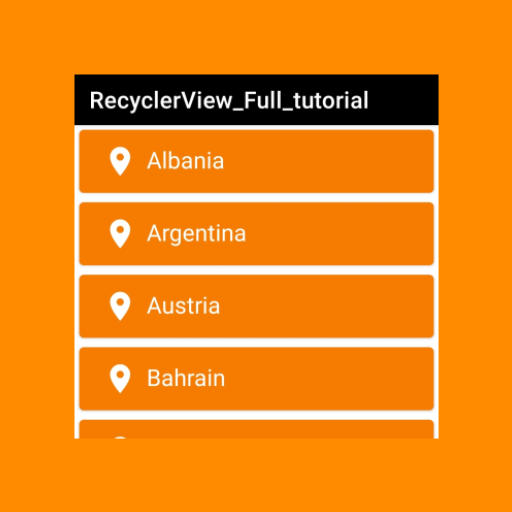 RecyclerView_Full_tutorial
Albania
Argentina
Austria
Bahrain